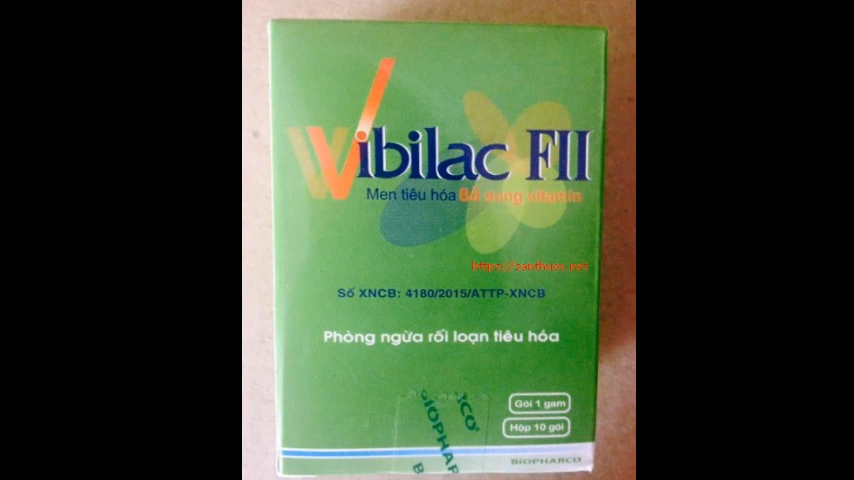 Vibilac FII
Men tiêu hóa Bổ sung vitamin
Số XNCB: 4180/2015/ATTP-XNCB
Phòng ngừa rối loạn tiêu hóa
Gói 1 gam
Hộp 10 gói
BIOPHARCO
BIOPHARCO